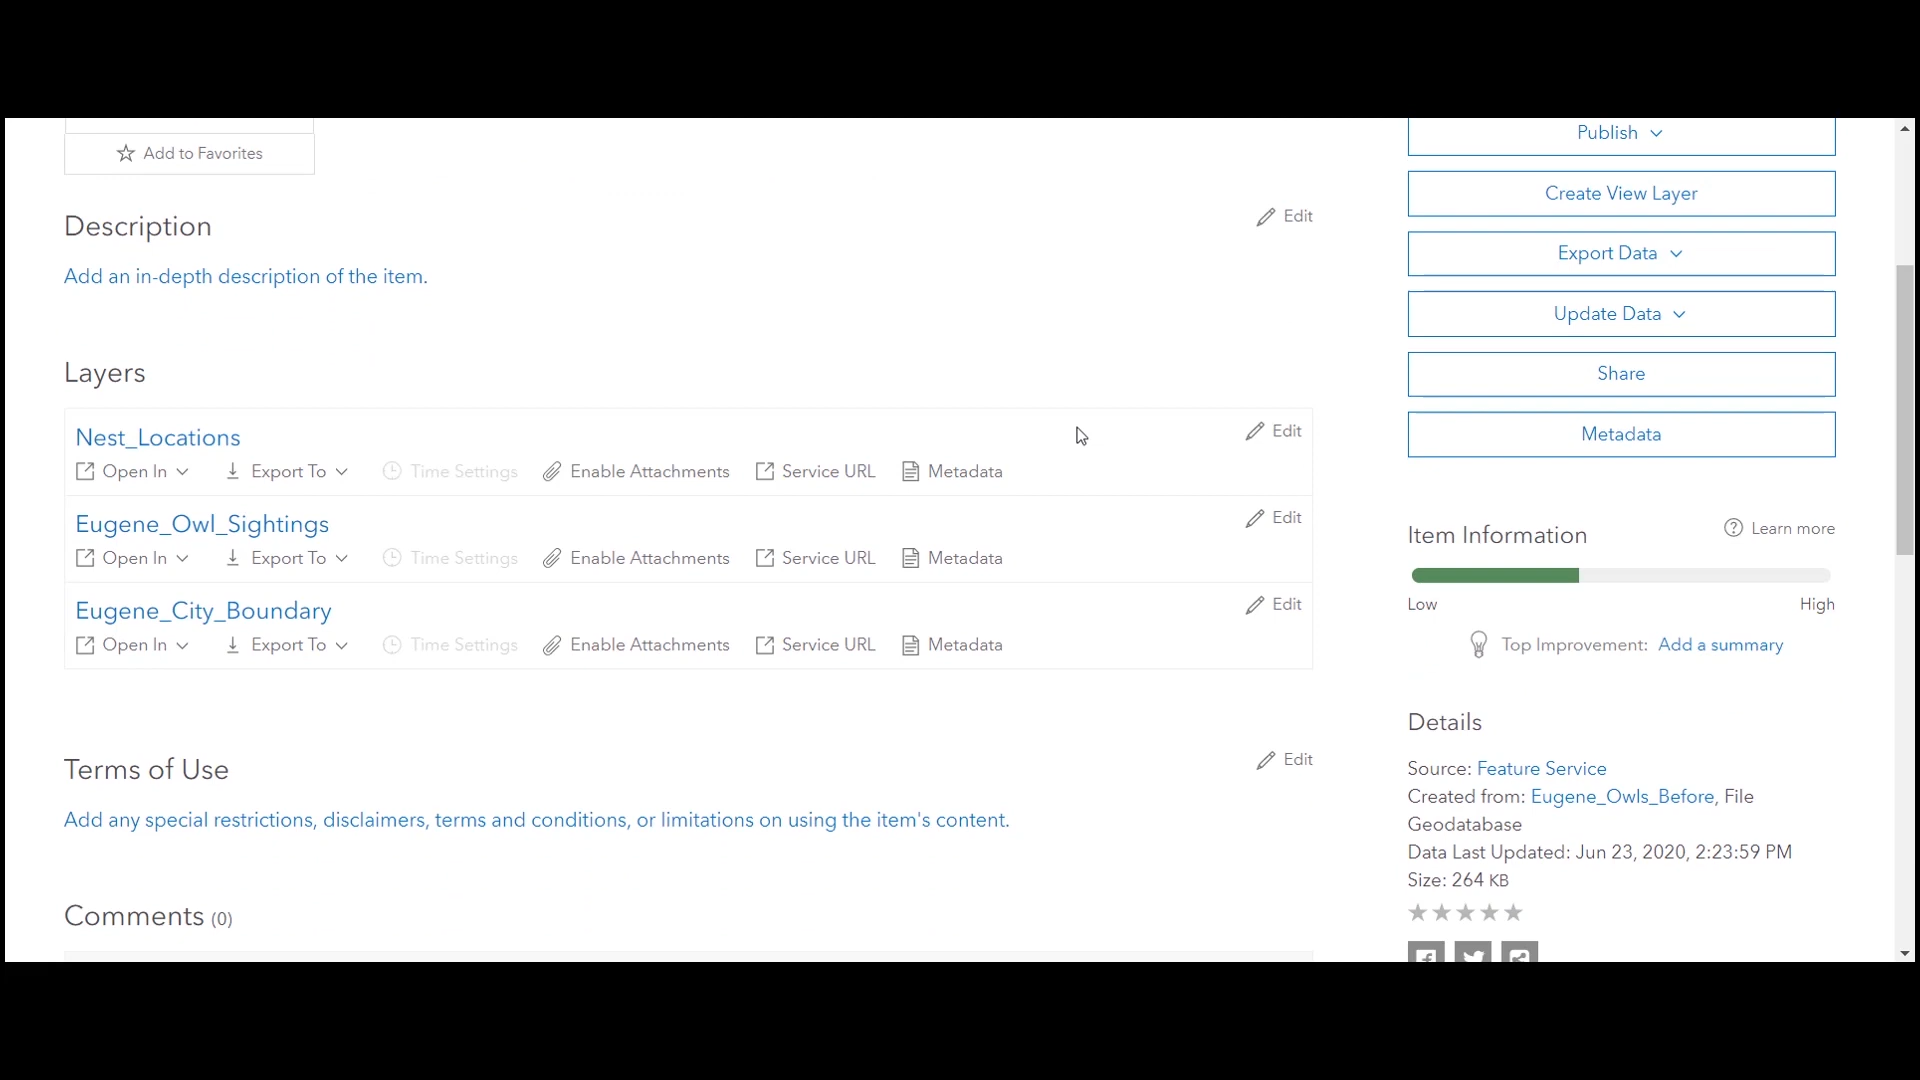 Publish
Add to Favorites
Create View Layer
Description
Edit
Export Data
Add an in-depth description of the item.
Update Data
Layers
Share
Nest_Locations
Edit
Metadata
Open In Export To Time Settings Enable Attachments Service URL Metadata
Eugene_Owl_Sightings
Edit
Open In Export To Time Settings Enable Attachments Service URL Metadata
Eugene_City_Boundary
Edit
Open In Export To Time Settings Enable Attachments Service URL Metadata
Item Information
Learn more
Low High
Top Improvement: Add a summary
Terms of Use
Edit
Add any special restrictions, disclaimers, terms and conditions, or limitations on using the item's content.
Details
Source: Feature Service
Created from: Eugene_Owls_Before, File
Geodatabase
Data Last Updated: Jun 23, 2020, 2:23:59 PM
Size: 264 KB
Comments (0)